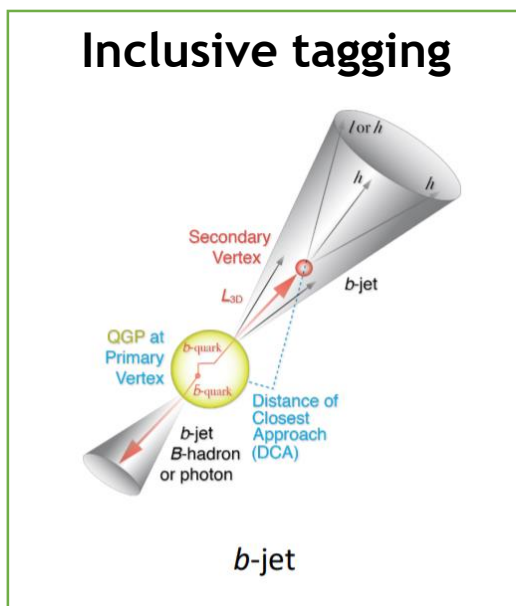 Inclusive tagging
l or h
h
h
Secondary
Vertex
b-jet
L3D
QGP at
Primary
Vertex
b-quark
b̄-quark
Distance of
Closest
Approach
(DCA)
b-jet
B-hadron
or photon
b-jet